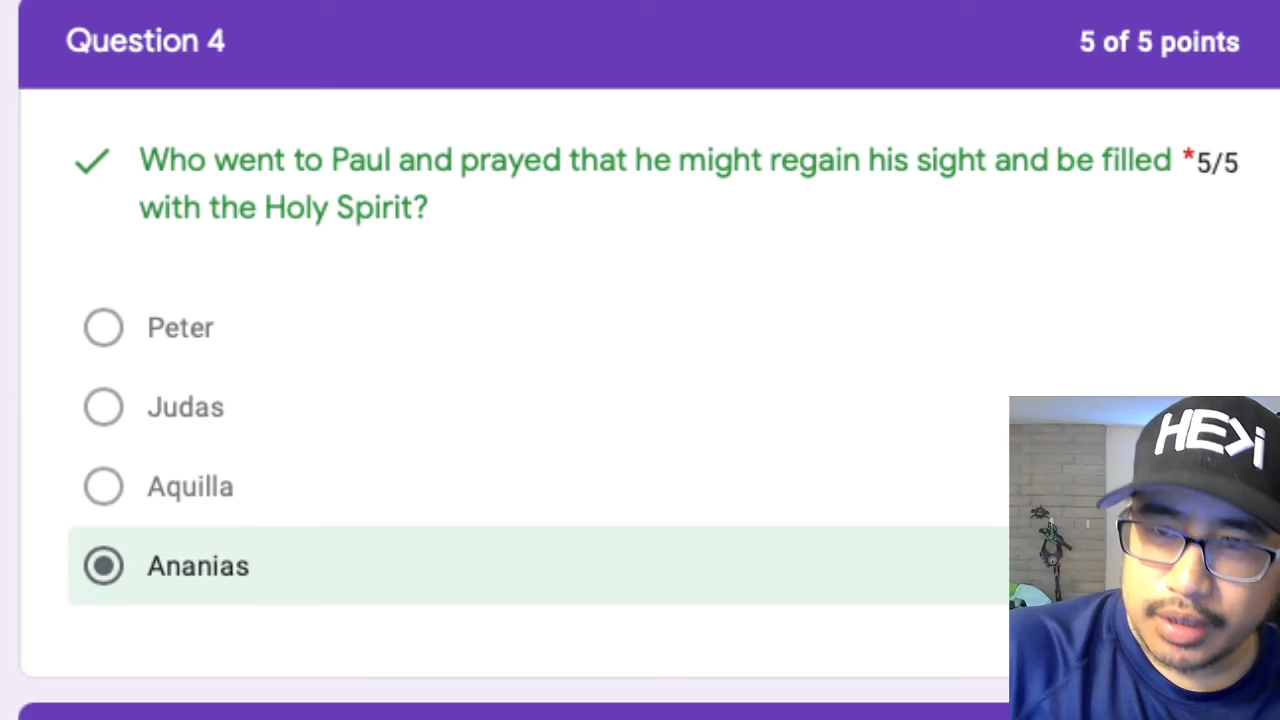 Question 4
5 of 5 points
Who went to Paul and prayed that he might regain his sight and be filled *5/5
with the Holy Spirit?
Peter
Judas
Aquilla
Ananias
HE>i